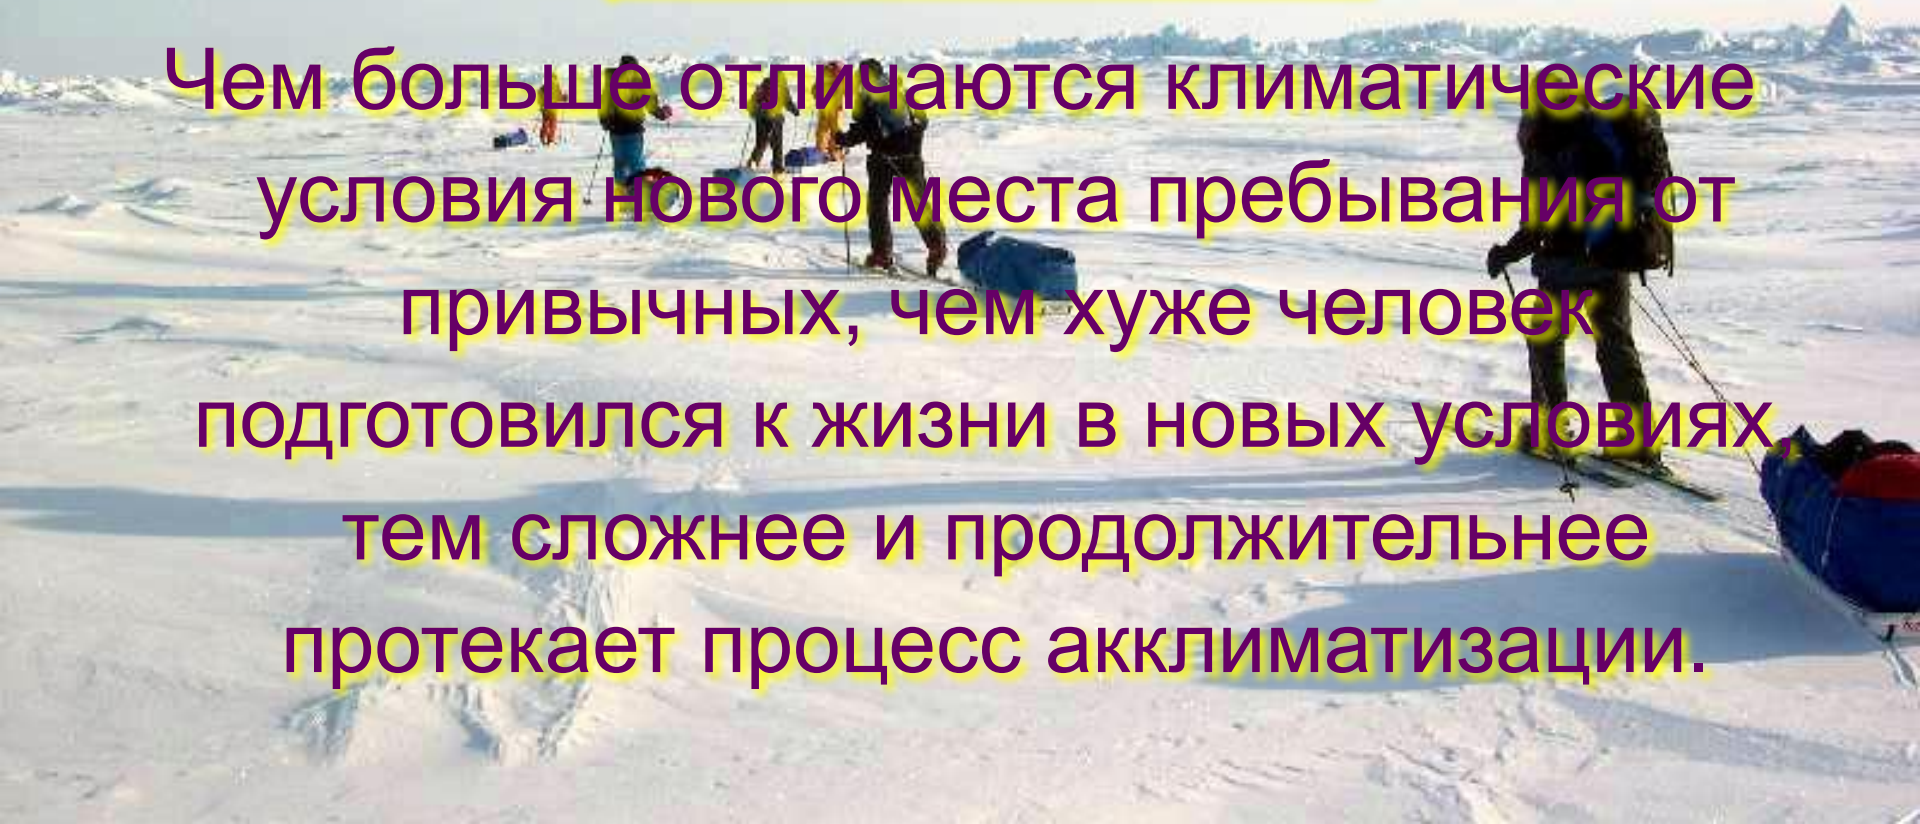 Чем больше отличаются климатические
условия нового места пребывания от
привычных, чем хуже человек
подготовился к жизни в новых условиях,
тем сложнее и продолжительнее
протекает процесс акклиматизации.